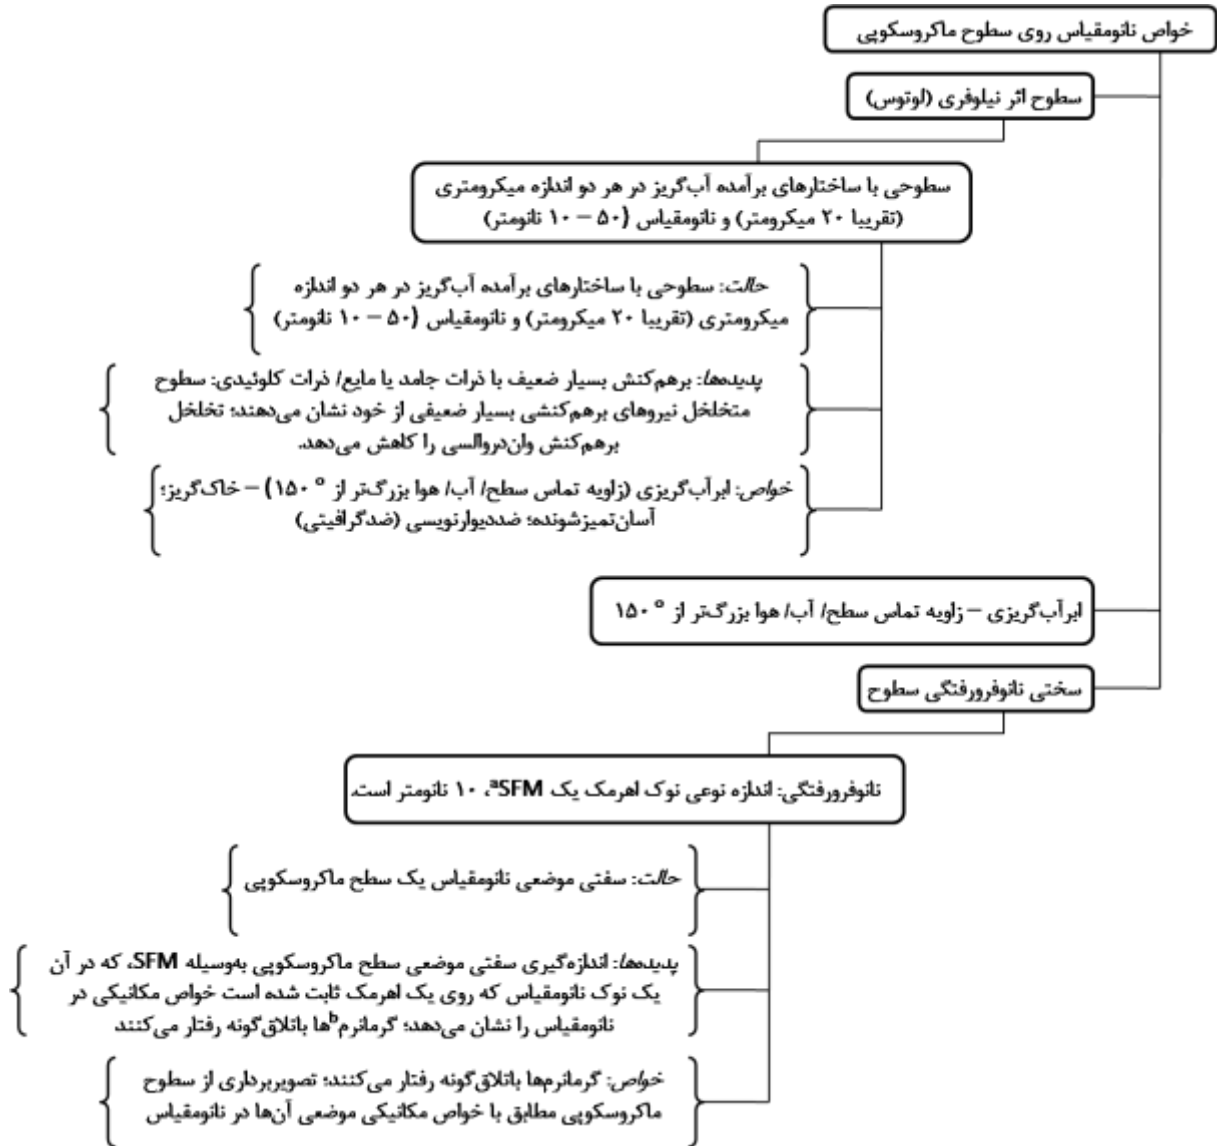 خواص نانومقیاس روی سطوح ماکروسکوپی
سطوح اثر نیلوفری (لوتوس)
سطوحی با ساختارهای برآمده آب‌گریز در هر دو اندازه میکرومتری
(تقریبا ۲۰ میکرومتر) و نانومقیاس (۵۰ – ۱۰ نانومتر)
حالت: سطوحی با ساختارهای برآمده آب‌گریز در هر دو اندازه
میکرومتری (تقریبا ۲۰ میکرومتر) و نانومقیاس (۵۰ – ۱۰ نانومتر)
پدیده‌ها: برهم‌کنش بسیار ضعیف با ذرات جامد یا مایع/ ذرات کلوئیدی: سطوح
متخلخل نیروهای برهم‌کنشی بسیار ضعیفی از خود نشان می‌دهند؛ تخلخل
برهم‌کنش وان‌دروالسی را کاهش می‌دهد.
خواص: ابرآب‌گریزی (زاویه تماس سطح/ آب/ هوا بزرگ‌تر از ° ۱۵۰) – خاک‌گریز؛
آسان‌تمیزشونده؛ ضددیوارنویسی (ضدگرافیتی)
ابرآب‌گریزی – زاویه تماس سطح/ آب/ هوا بزرگ‌تر از ° ۱۵۰
سختی نانوفرورفتگی سطوح
نانوفرورفتگی: اندازه نوعی نوک اهرمک یک SFMᵃ، ۱۰ نانومتر است.
حالت: سفتی موضعی نانومقیاس یک سطح ماکروسکوپی
پدیده‌ها: اندازه‌گیری سفتی موضعی سطح ماکروسکوپی به‌وسیله SFM، که در آن
یک نوک نانومقیاس که روی یک اهرمک ثابت شده است خواص مکانیکی در
نانومقیاس را نشان می‌دهد؛ گرمانرمᵇ‌ها باتلاق‌گونه رفتار می‌کنند
خواص: گرمانرم‌ها باتلاق‌گونه رفتار می‌کنند؛ تصویربرداری از سطوح
ماکروسکوپی مطابق با خواص مکانیکی موضعی آن‌ها در نانومقیاس